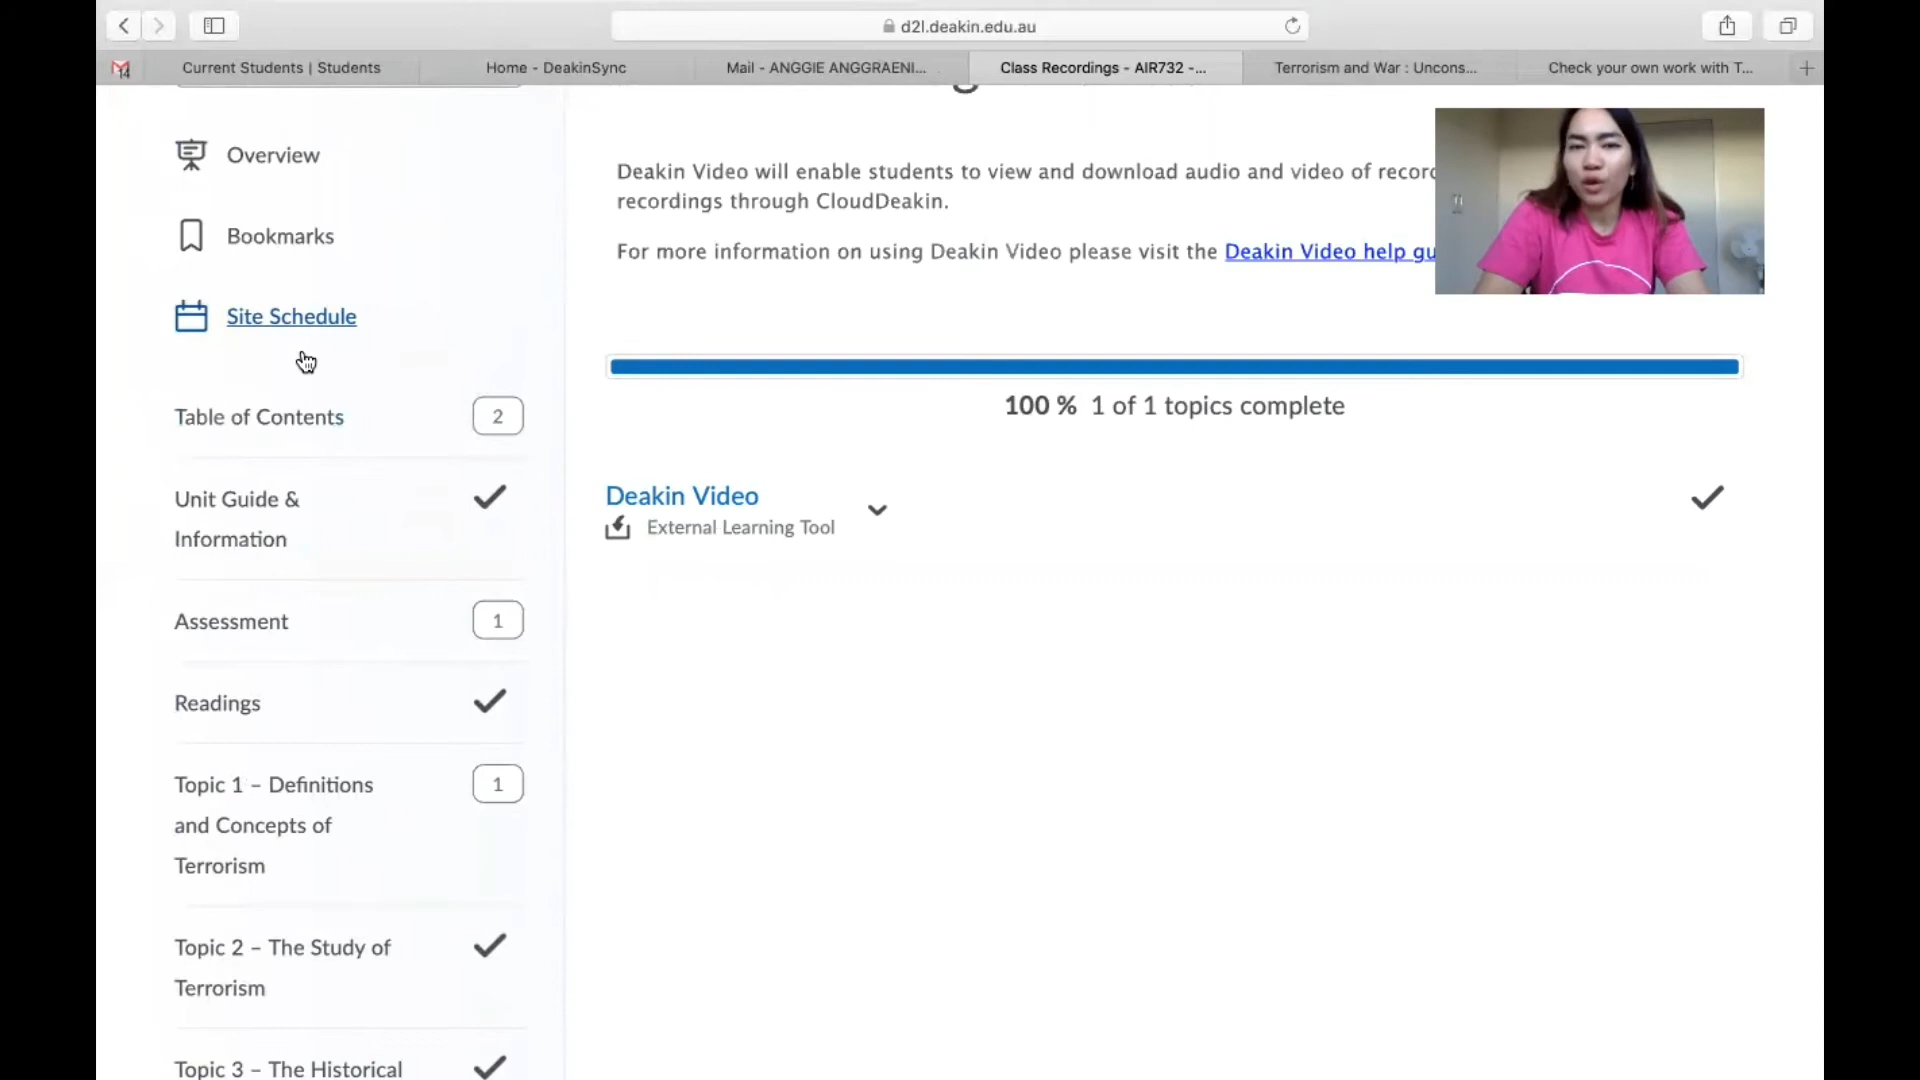 d2l.deakin.edu.au
14
Current Students | Students
Home - DeakinSync
Mail - ANGGIE ANGGRAENI...
Class Recordings - AIR732 -...
Terrorism and War : Uncons...
Check your own work with T...
Overview
Bookmarks
Site Schedule
Table of Contents
2
Unit Guide &
Information
Assessment
1
Readings
Topic 1 – Definitions
and Concepts of
Terrorism
1
Topic 2 – The Study of
Terrorism
Topic 3 – The Historical
Deakin Video will enable students to view and download audio and video of recor
recordings through CloudDeakin.
For more information on using Deakin Video please visit the Deakin Video help gu
100 % 1 of 1 topics complete
Deakin Video
External Learning Tool